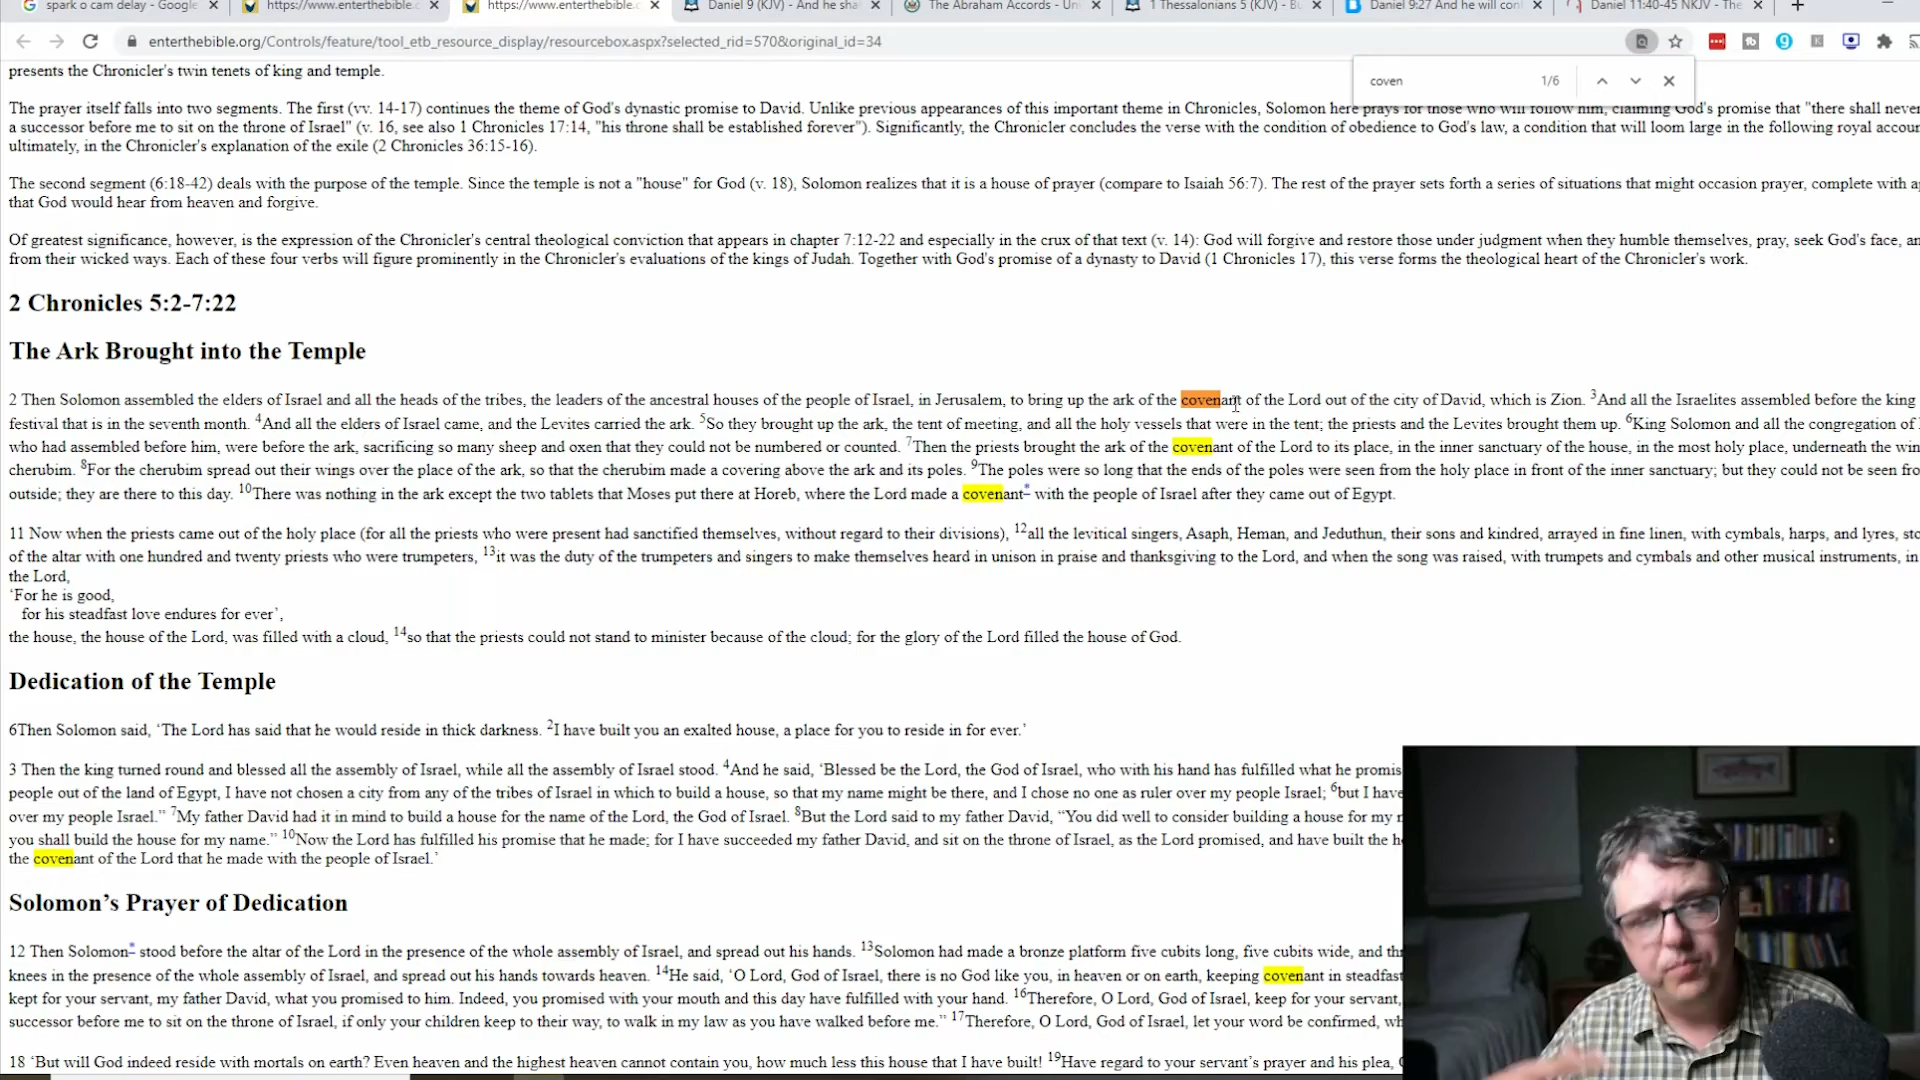 spark o cam delay - Google
https://www.enterthebible.
https://www.enterthebible.
Daniel 9 (KJV) - And he sha
The Abraham Accords - Un
1 Thessalonians 5 (KJV) - B
Daniel 9:27 And he will con
Daniel 11:40-45 NKJV - The
enterthebible.org/Controls/feature/tool_etb_resource_display/resourcebox.aspx?selected_rid=570&original_id=34
coven 1/6
presents the Chronicler's twin tenets of king and temple.
The prayer itself falls into two segments. The first (vv. 14-17) continues the theme of God's dynastic promise to David. Unlike previous appearances of this important theme in Chronicles, Solomon here prays for those who will follow him, claiming God's promise that "there shall never
a successor before me to sit on the throne of Israel" (v. 16, see also 1 Chronicles 17:14, "his throne shall be established forever"). Significantly, the Chronicler concludes the verse with the condition of obedience to God's law, a condition that will loom large in the following royal accoun
ultimately, in the Chronicler's explanation of the exile (2 Chronicles 36:15-16).
The second segment (6:18-42) deals with the purpose of the temple. Since the temple is not a "house" for God (v. 18), Solomon realizes that it is a house of prayer (compare to Isaiah 56:7). The rest of the prayer sets forth a series of situations that might occasion prayer, complete with ap
that God would hear from heaven and forgive.
Of greatest significance, however, is the expression of the Chronicler's central theological conviction that appears in chapter 7:12-22 and especially in the crux of that text (v. 14): God will forgive and restore those under judgment when they humble themselves, pray, seek God's face, an
from their wicked ways. Each of these four verbs will figure prominently in the Chronicler's evaluations of the kings of Judah. Together with God's promise of a dynasty to David (1 Chronicles 17), this verse forms the theological heart of the Chronicler's work.
2 Chronicles 5:2-7:22
The Ark Brought into the Temple
2 Then Solomon assembled the elders of Israel and all the heads of the tribes, the leaders of the ancestral houses of the people of Israel, in Jerusalem, to bring up the ark of the covenant of the Lord out of the city of David, which is Zion. 3And all the Israelites assembled before the king
festival that is in the seventh month. 4And all the elders of Israel came, and the Levites carried the ark. 5So they brought up the ark, the tent of meeting, and all the holy vessels that were in the tent; the priests and the Levites brought them up. 6King Solomon and all the congregation of
who had assembled before him, were before the ark, sacrificing so many sheep and oxen that they could not be numbered or counted. 7Then the priests brought the ark of the covenant of the Lord to its place, in the inner sanctuary of the house, in the most holy place, underneath the win
cherubim. 8For the cherubim spread out their wings over the place of the ark, so that the cherubim made a covering above the ark and its poles. 9The poles were so long that the ends of the poles were seen from the holy place in front of the inner sanctuary; but they could not be seen fro
outside; they are there to this day. 10There was nothing in the ark except the two tablets that Moses put there at Horeb, where the Lord made a covenant* with the people of Israel after they came out of Egypt.
11 Now when the priests came out of the holy place (for all the priests who were present had sanctified themselves, without regard to their divisions), 12all the levitical singers, Asaph, Heman, and Jeduthun, their sons and kindred, arrayed in fine linen, with cymbals, harps, and lyres, sto
of the altar with one hundred and twenty priests who were trumpeters, 13it was the duty of the trumpeters and singers to make themselves heard in unison in praise and thanksgiving to the Lord, and when the song was raised, with trumpets and cymbals and other musical instruments, in
the Lord,
‘For he is good,
for his steadfast love endures for ever’,
the house, the house of the Lord, was filled with a cloud, 14so that the priests could not stand to minister because of the cloud; for the glory of the Lord filled the house of God.
Dedication of the Temple
6Then Solomon said, ‘The Lord has said that he would reside in thick darkness. 2I have built you an exalted house, a place for you to reside in for ever.’
3 Then the king turned round and blessed all the assembly of Israel, while all the assembly of Israel stood. 4And he said, ‘Blessed be the Lord, the God of Israel, who with his hand has fulfilled what he promis
people out of the land of Egypt, I have not chosen a city from any of the tribes of Israel in which to build a house, so that my name might be there, and I chose no one as ruler over my people Israel; 6but I have
over my people Israel.” 7My father David had it in mind to build a house for the name of the Lord, the God of Israel. 8But the Lord said to my father David, “You did well to consider building a house for my n
you shall build the house for my name.” 10Now the Lord has fulfilled his promise that he made; for I have succeeded my father David, and sit on the throne of Israel, as the Lord promised, and have built the h
the covenant of the Lord that he made with the people of Israel.’
Solomon’s Prayer of Dedication
12 Then Solomon* stood before the altar of the Lord in the presence of the whole assembly of Israel, and spread out his hands. 13Solomon had made a bronze platform five cubits long, five cubits wide, and thr
knees in the presence of the whole assembly of Israel, and spread out his hands towards heaven. 14He said, ‘O Lord, God of Israel, there is no God like you, in heaven or on earth, keeping covenant in steadfast
kept for your servant, my father David, what you promised to him. Indeed, you promised with your mouth and this day have fulfilled with your hand. 16Therefore, O Lord, God of Israel, keep for your servant,
successor before me to sit on the throne of Israel, if only your children keep to their way, to walk in my law as you have walked before me.” 17Therefore, O Lord, God of Israel, let your word be confirmed, wh
18 ‘But will God indeed reside with mortals on earth? Even heaven and the highest heaven cannot contain you, how much less this house that I have built! 19Have regard to your servant’s prayer and his plea,